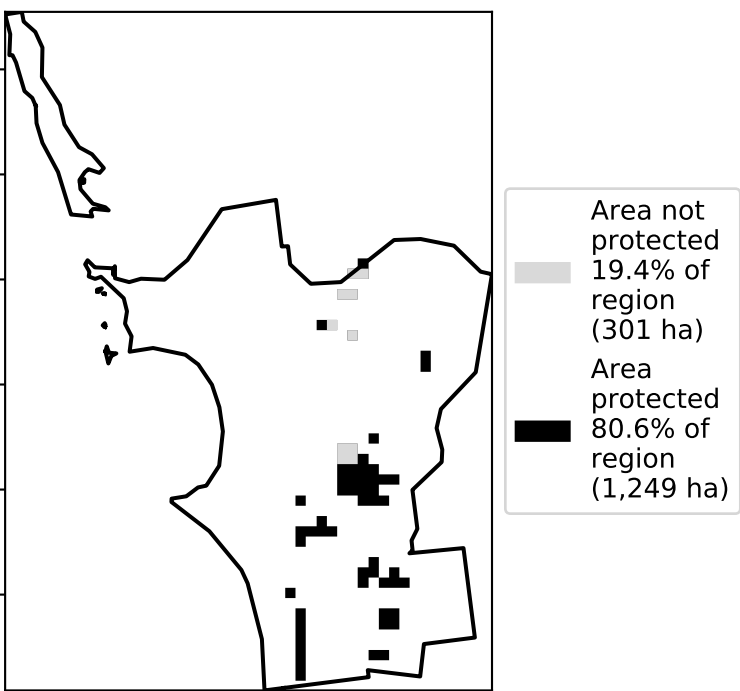 Area not
protected
19.4% of
region
(301 ha)
Area
protected
80.6% of
region
(1,249 ha)